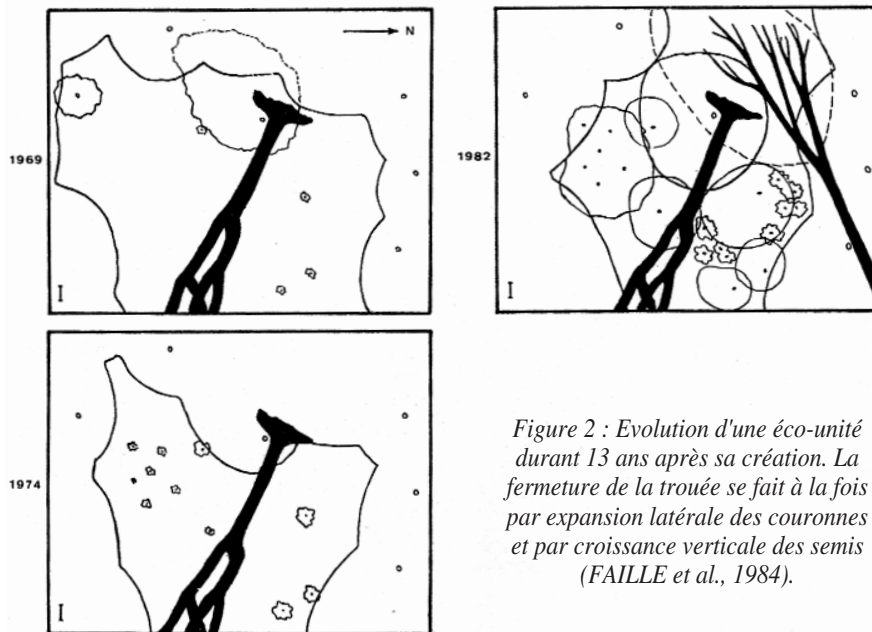 N
1969
1982
I
I
1974
I
Figure 2 : Evolution d'une éco-unité
durant 13 ans après sa création. La
fermeture de la trouée se fait à la fois
par expansion latérale des couronnes
et par croissance verticale des semis
(FAILLE et al., 1984).